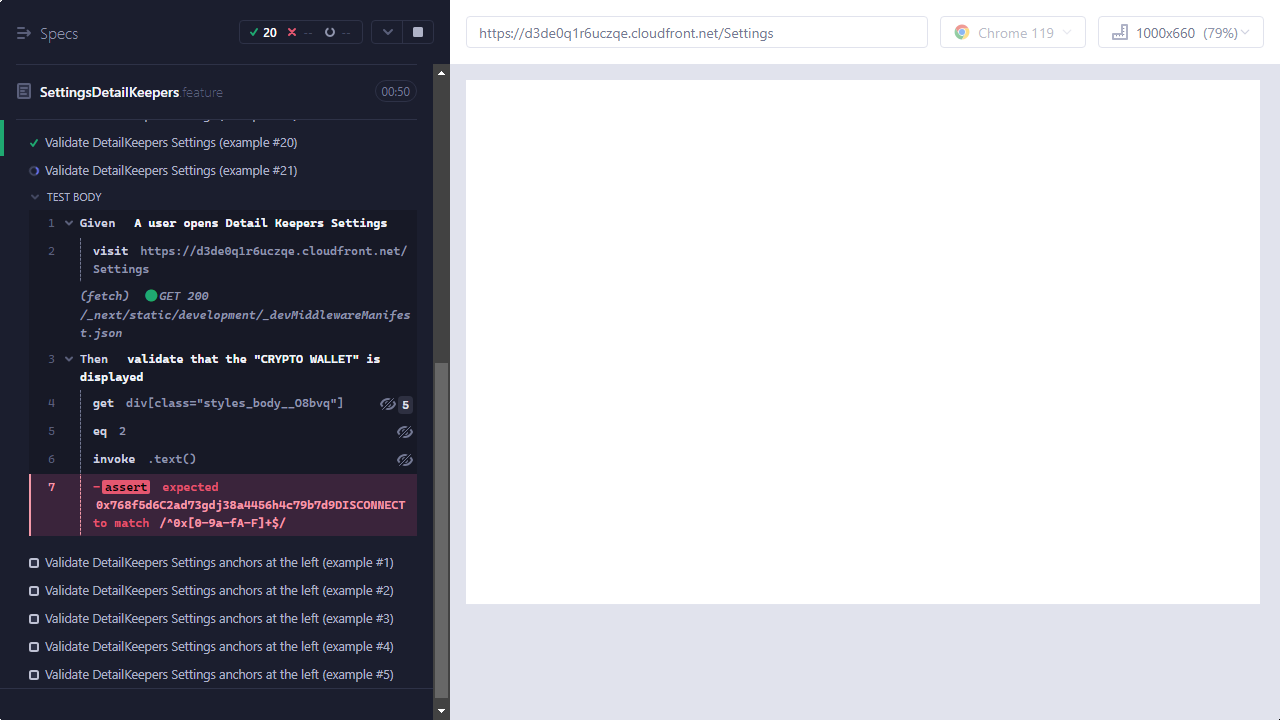 Specs
20
--
--
https://d3de0q1r6uczqe.cloudfront.net/Settings
Chrome 119
1000x660 (79%)
SettingsDetailKeepers feature
00:50
Validate DetailKeepers Settings (example #20)
Validate DetailKeepers Settings (example #21)
TEST BODY
1 Given A user opens Detail Keepers Settings
2 visit https://d3de0q1r6uczqe.cloudfront.net/
Settings
(fetch) GET 200
/_next/static/development/_devMiddlewareManifes
t.json
3 Then validate that the "CRYPTO WALLET" is
displayed
4 get div[class="styles_body__O8bvq"] 5
5 eq 2
6 invoke .text()
7 -assert expected
0x768f5d6C2ad73gdj38a4456h4c79b7d9DISCONNECT
to match /^0x[0-9a-fA-F]+$/
Validate DetailKeepers Settings anchors at the left (example #1)
Validate DetailKeepers Settings anchors at the left (example #2)
Validate DetailKeepers Settings anchors at the left (example #3)
Validate DetailKeepers Settings anchors at the left (example #4)
Validate DetailKeepers Settings anchors at the left (example #5)